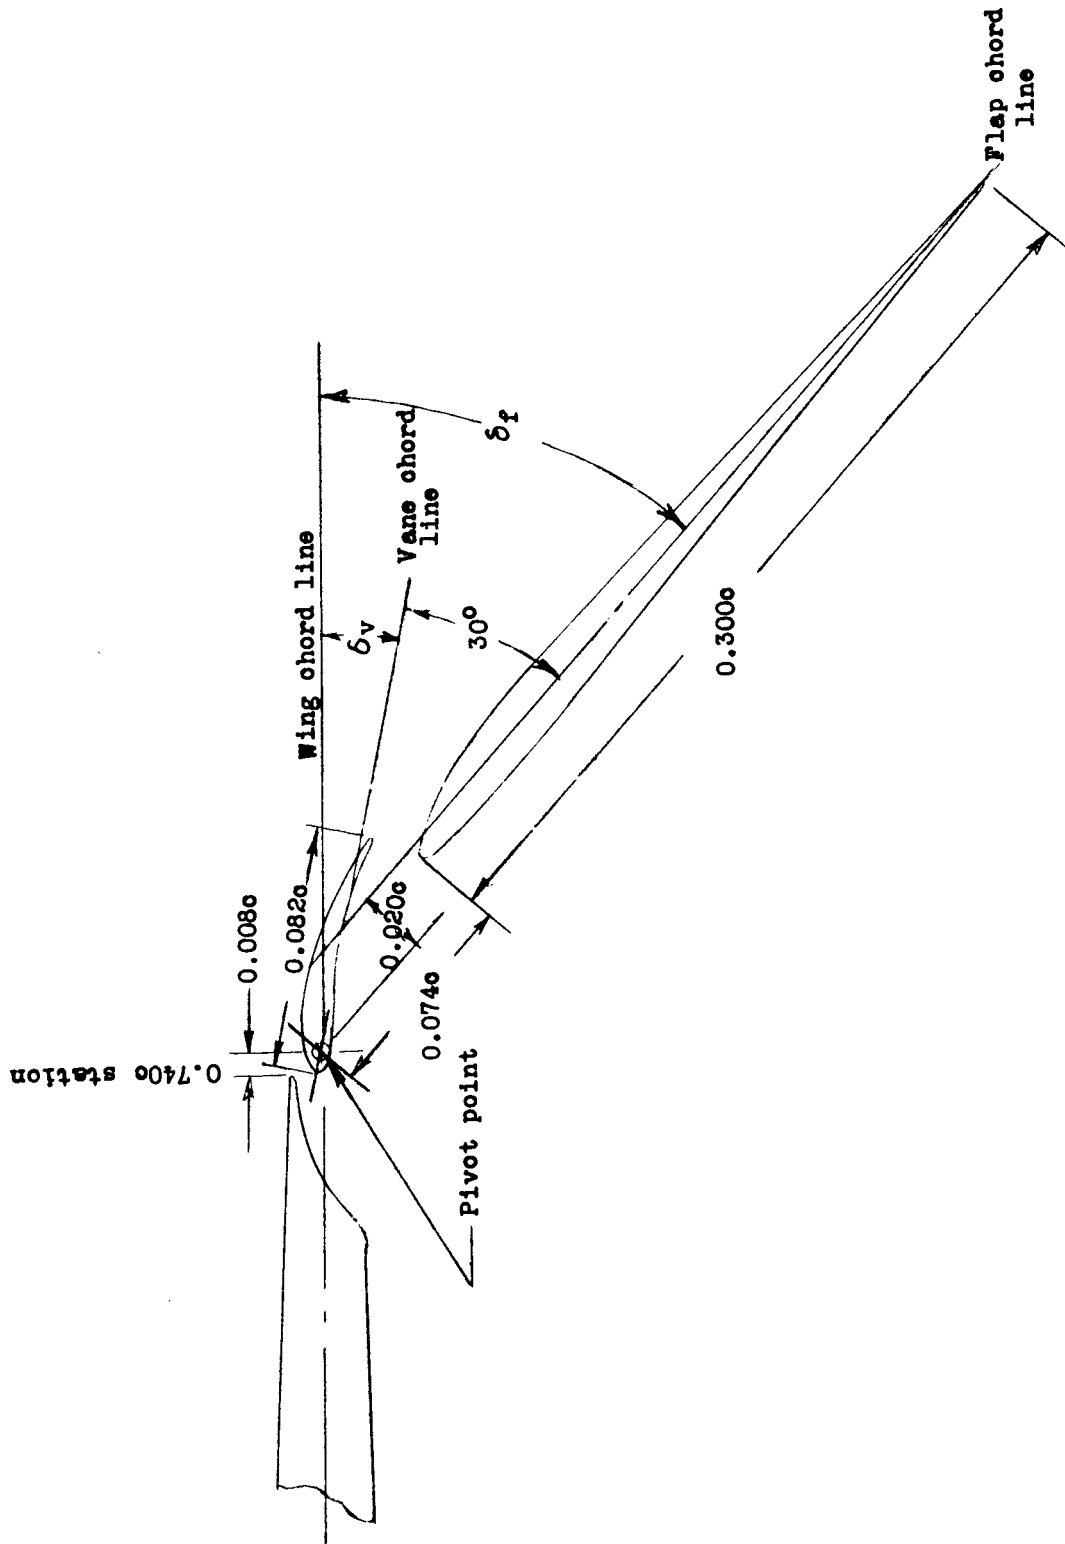 0.740c station
0.008c
0.082c
Wing chord line
δv
Vane chord
line
30°
δf
0.020c
0.074c
Pivot point
0.300c
Flap chord
line